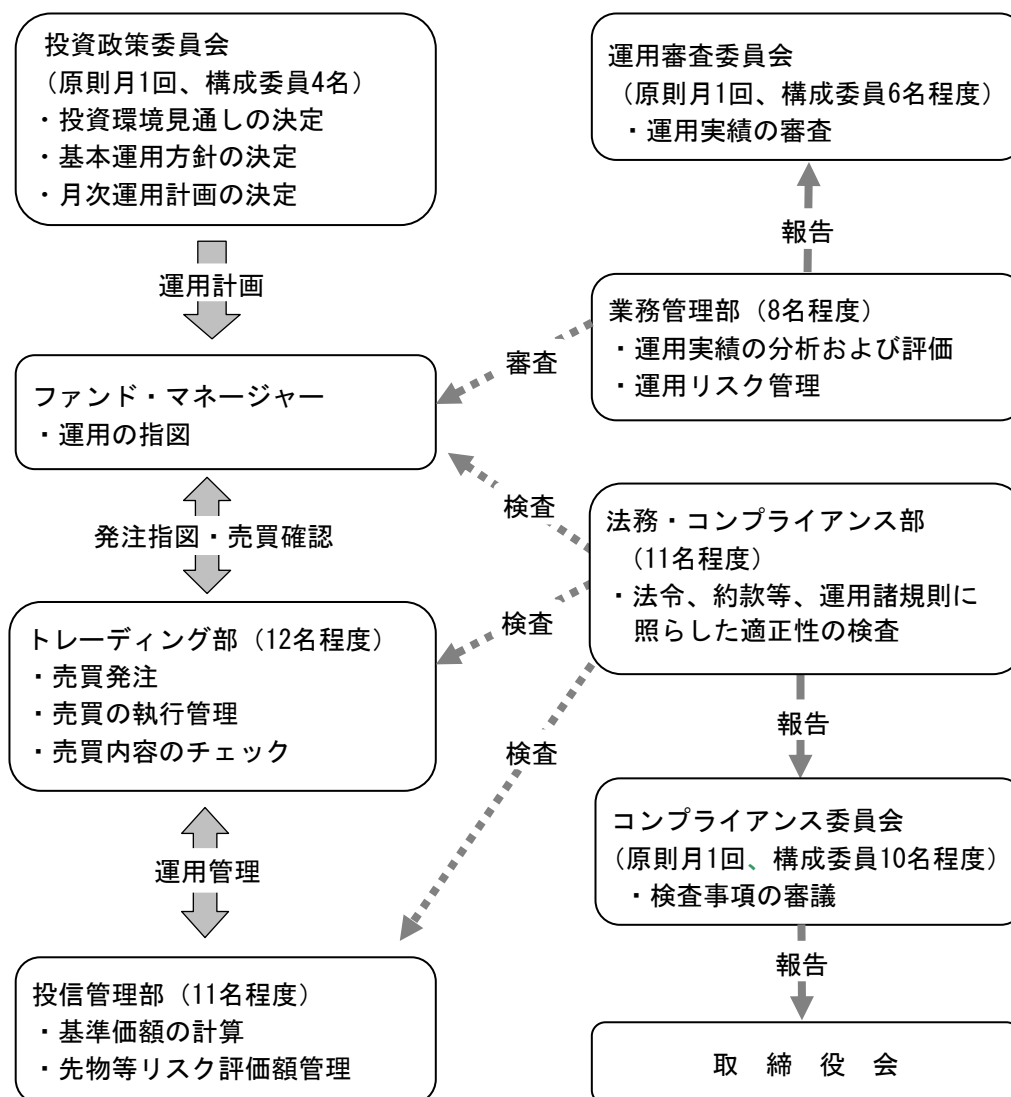 投資政策委員会
（原則月1回、構成委員4名）
・投資環境見通しの決定
・基本運用方針の決定
・月次運用計画の決定
運用計画
ファンド・マネージャー
・運用の指図
発注指図・売買確認
トレーディング部（12名程度）
・売買発注
・売買の執行管理
・売買内容のチェック
運用管理
投信管理部（11名程度）
・基準価額の計算
・先物等リスク評価額管理
審査
検査
検査
検査
運用審査委員会
（原則月1回、構成委員6名程度）
・運用実績の審査
報告
業務管理部（8名程度）
・運用実績の分析および評価
・運用リスク管理
法務・コンプライアンス部
（11名程度）
・法令、約款等、運用諸規則に
照らした適正性の検査
報告
コンプライアンス委員会
（原則月1回、構成委員10名程度）
・検査事項の審議
報告
取　締　役　会